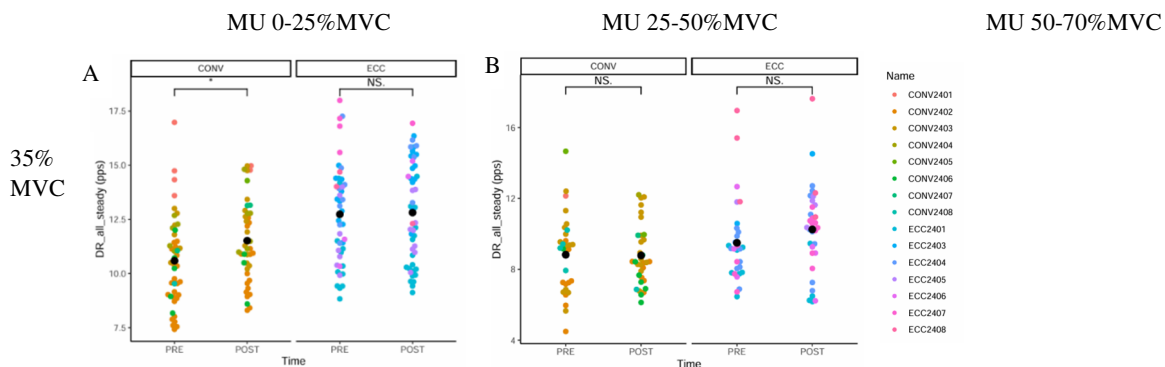 MU 0-25%MVC
MU 25-50%MVC
MU 50-70%MVC
35%
MVC
A
CONV
ECC
*
NS.
DR_all_steady (pps)
17.5
15.0
12.5
10.0
7.5
PRE
POST
PRE
POST
Time
B
CONV
ECC
NS.
NS.
DR_all_steady (pps)
16
12
8
4
PRE
POST
PRE
POST
Time
Name
CONV2401
CONV2402
CONV2403
CONV2404
CONV2405
CONV2406
CONV2407
CONV2408
ECC2401
ECC2403
ECC2404
ECC2405
ECC2406
ECC2407
ECC2408